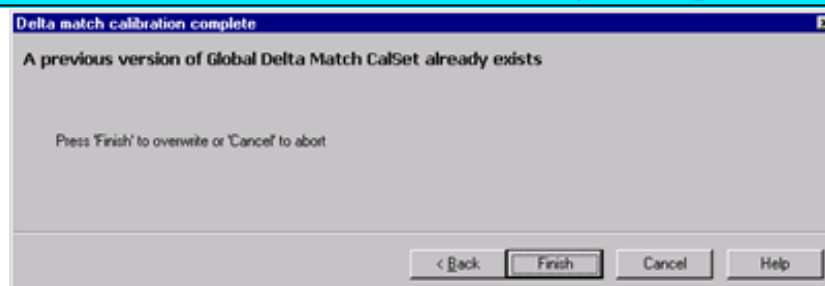 Delta match calibration complete
A previous version of Global Delta Match CalSet already exists
Press 'Finish' to overwrite or 'Cancel' to abort
< Back
Finish
Cancel
Help